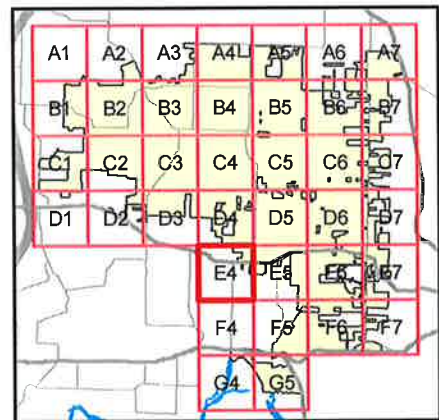 A1 A2 A3 A4 A5 A6 A7
B1 B2 B3 B4 B5 B6 B7
C1 C2 C3 C4 C5 C6 C7
D1 D2 D3 D4 D5 D6 D7
E4 E5 E6 E7
F4 F5 F6 F7
G4 G5